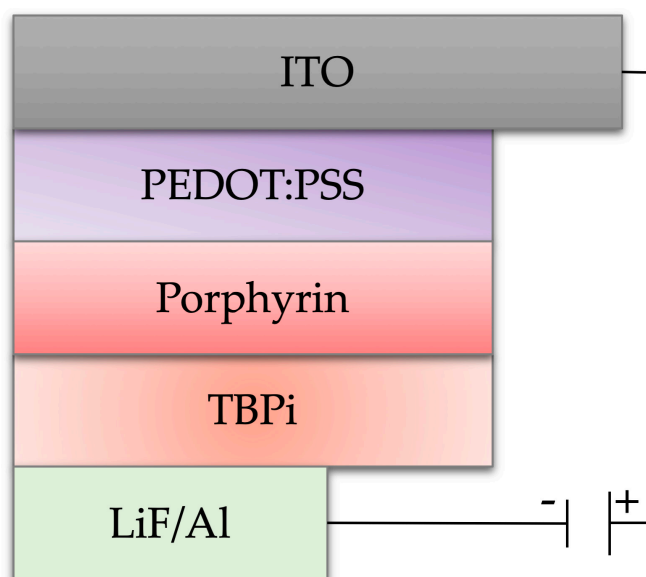 ITO
PEDOT:PSS
Porphyrin
TBPi
LiF/Al
- +